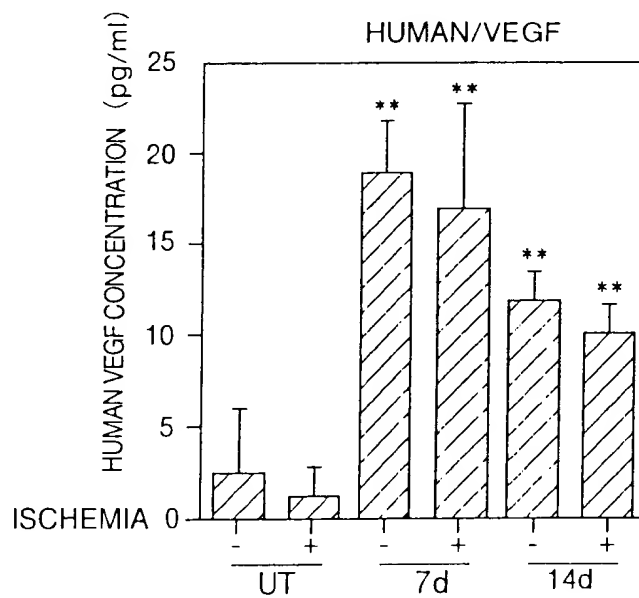 HUMAN/VEGF
HUMAN VEGF CONCENTRATION (pg/ml)
25
20
15
10
5
0
** ** ** **
ISCHEMIA - + - + - +
UT 7d 14d